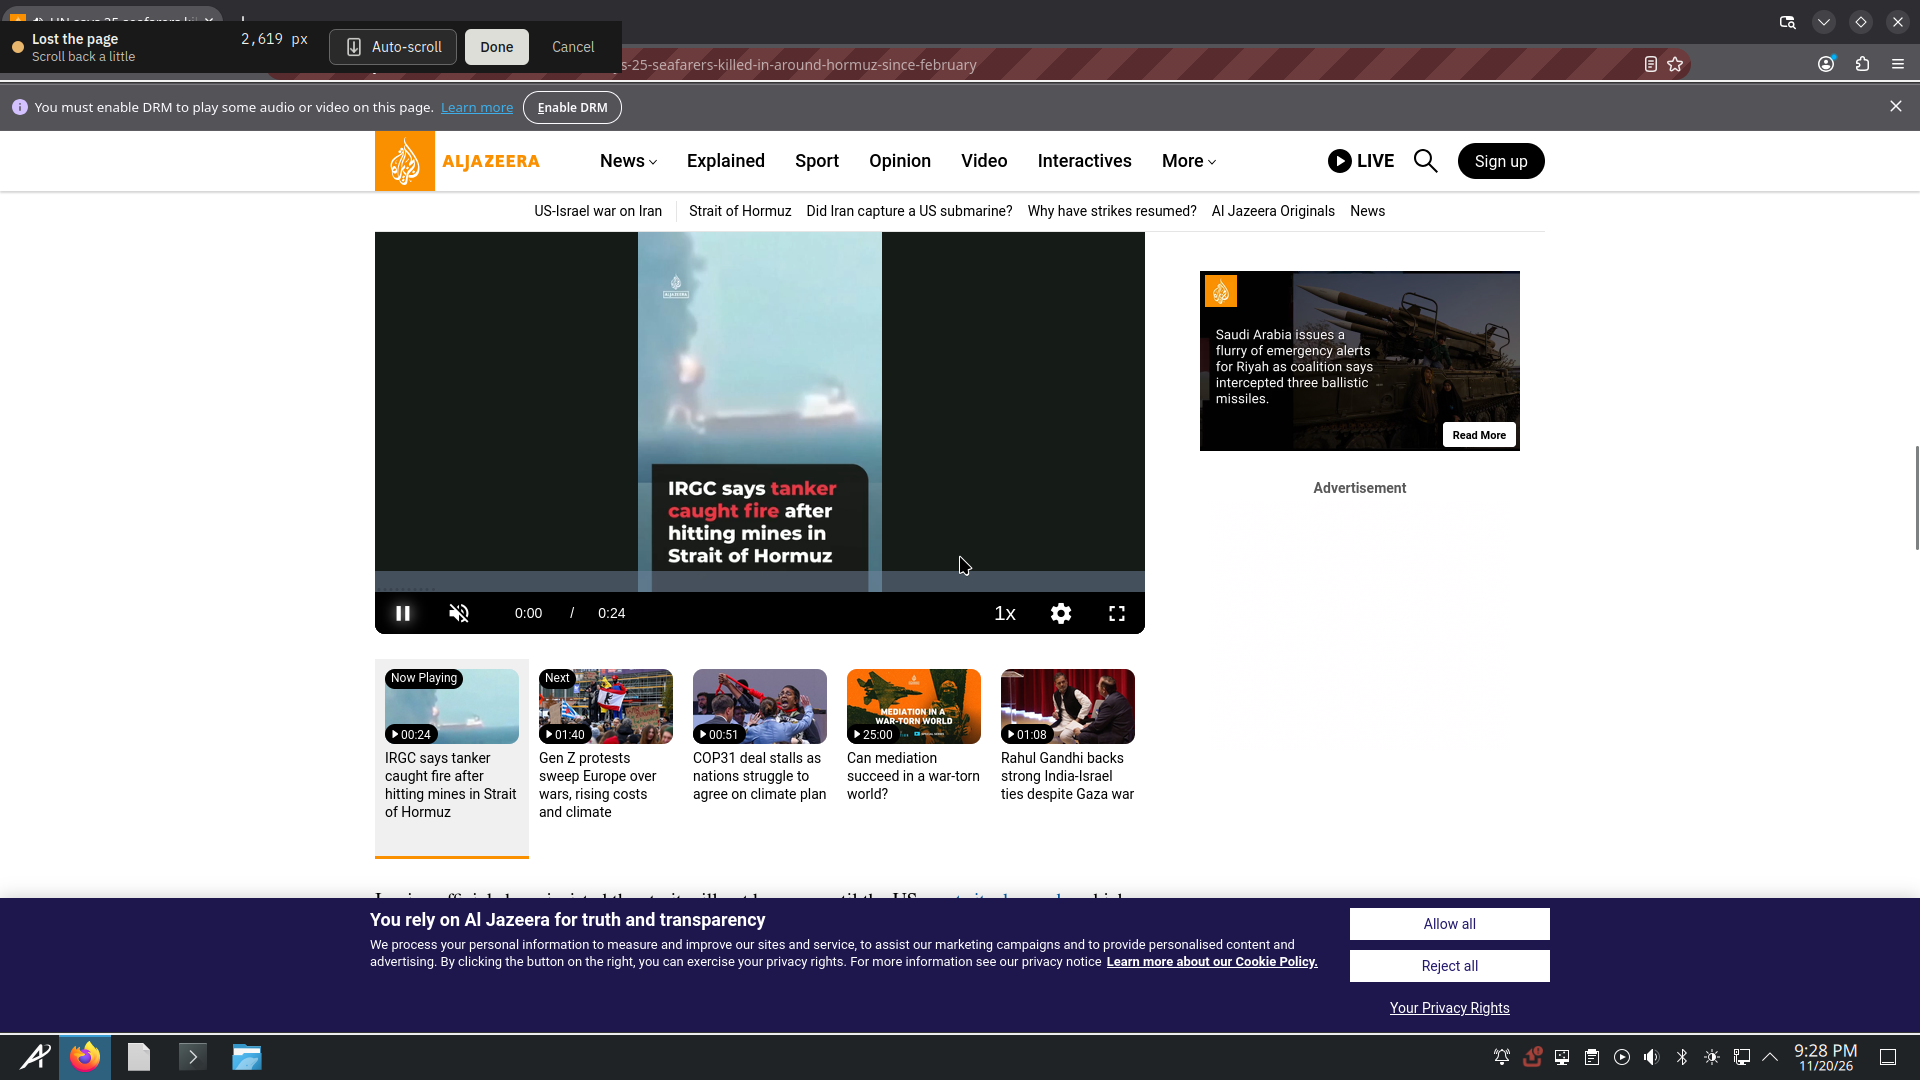 Lost the page
Scroll back a little
2,619 px
Auto-scroll
Done
Cancel
s-25-seafarers-killed-in-around-hormuz-since-february
You must enable DRM to play some audio or video on this page. Learn more
Enable DRM
ALJAZEERA
News
Explained
Sport
Opinion
Video
Interactives
More
LIVE
Sign up
US-Israel war on Iran
Strait of Hormuz
Did Iran capture a US submarine?
Why have strikes resumed?
Al Jazeera Originals
News
ALJAZEERA
IRGC says tanker
caught fire after
hitting mines in
Strait of Hormuz
0:00 / 0:24
1x
Saudi Arabia issues a
flurry of emergency alerts
for Riyah as coalition says
intercepted three ballistic
missiles.
Read More
Advertisement
Now Playing
00:24
IRGC says tanker
caught fire after
hitting mines in Strait
of Hormuz
Next
01:40
Gen Z protests
sweep Europe over
wars, rising costs
and climate
00:51
COP31 deal stalls as
nations struggle to
agree on climate plan
MEDIATION IN A
WAR-TORN WORLD
25:00
Can mediation
succeed in a war-torn
world?
01:08
Rahul Gandhi backs
strong India-Israel
ties despite Gaza war
You rely on Al Jazeera for truth and transparency
We process your personal information to measure and improve our sites and service, to assist our marketing campaigns and to provide personalised content and
advertising. By clicking the button on the right, you can exercise your privacy rights. For more information see our privacy notice Learn more about our Cookie Policy.
Allow all
Reject all
Your Privacy Rights
9:28 PM
11/20/26